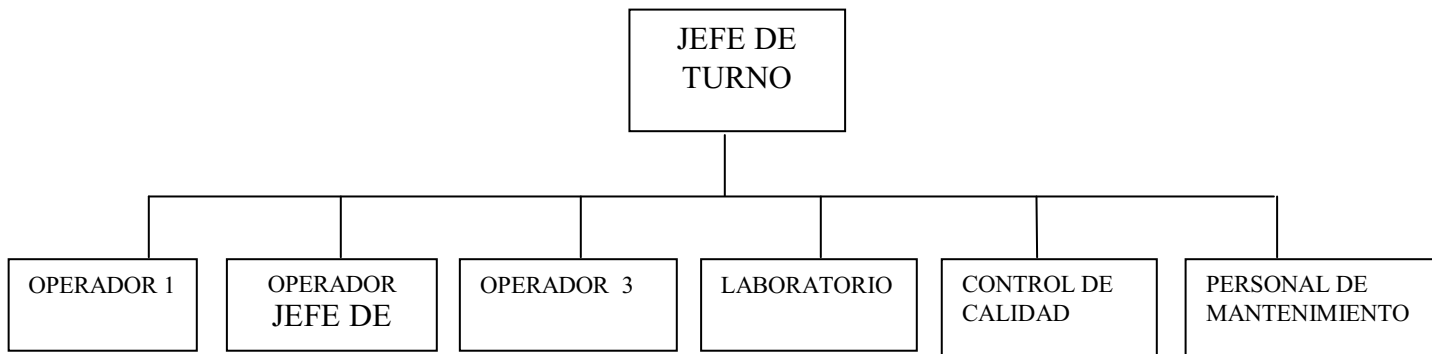 JEFE DE
TURNO
OPERADOR 1
OPERADOR
JEFE DE
OPERADOR 3
LABORATORIO
CONTROL DE
CALIDAD
PERSONAL DE
MANTENIMIENTO